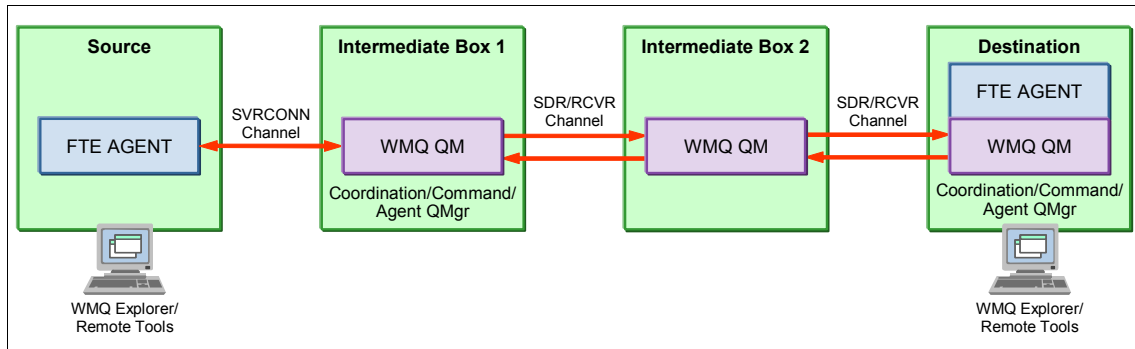 Source
Intermediate Box 1
Intermediate Box 2
Destination
FTE AGENT
SVRCONN
Channel
WMQ QM
SDR/RCVR
Channel
WMQ QM
SDR/RCVR
Channel
FTE AGENT
WMQ QM
Coordination/Command/
Agent QMgr
Coordination/Command/
Agent QMgr
WMQ Explorer/
Remote Tools
WMQ Explorer/
Remote Tools